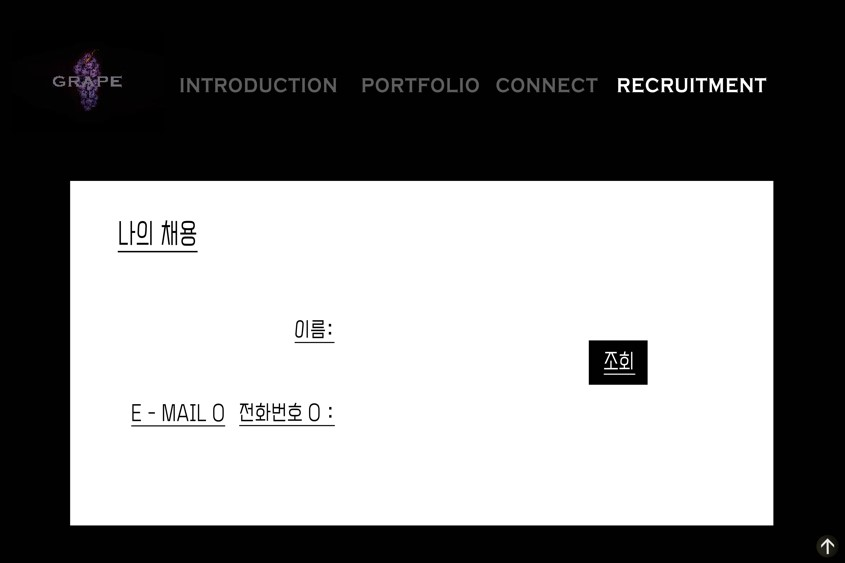 GRAPE
INTRODUCTION PORTFOLIO CONNECT RECRUITMENT
나의 채용
이름:
조회
E - MAIL O 전화번호 O :